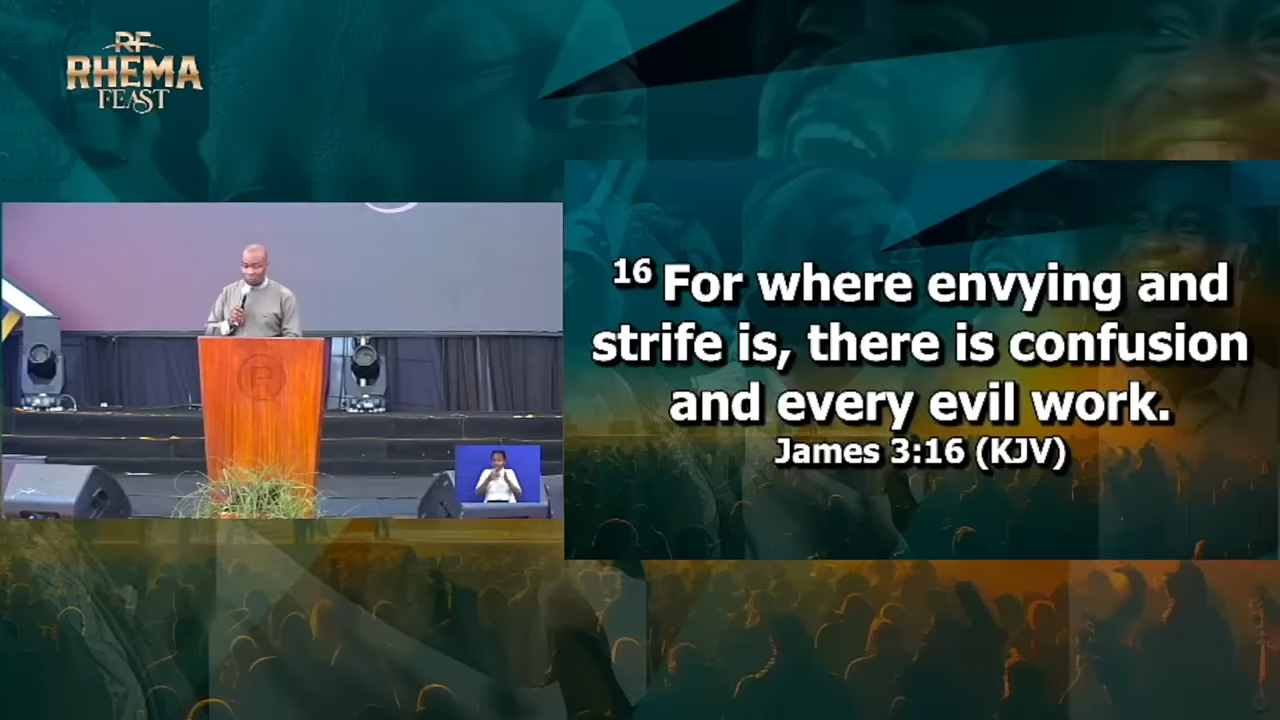 RF
RHEMA
FEAST
16 For where envying and
strife is, there is confusion
and every evil work.
James 3:16 (KJV)